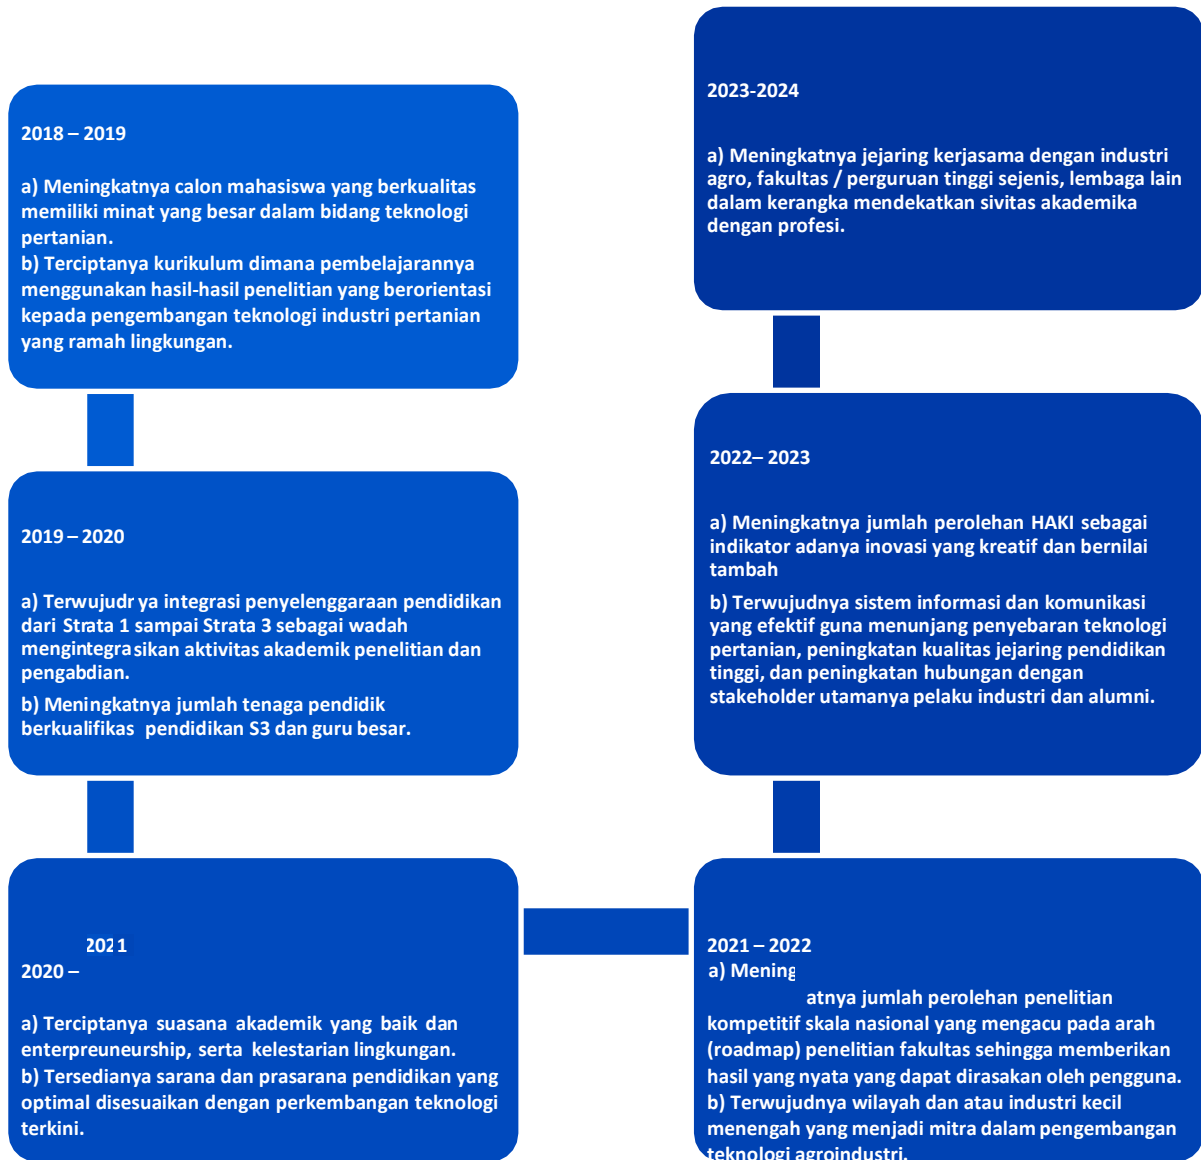 2018 – 2019
a) Meningkatnya calon mahasiswa yang berkualitas
memiliki minat yang besar dalam bidang teknologi
pertanian.
b) Terciptanya kurikulum dimana pembelajarannya
menggunakan hasil-hasil penelitian yang berorientasi
kepada pengembangan teknologi industri pertanian
yang ramah lingkungan.
2019 – 2020
a) Terwujudr ya integrasi penyelenggaraan pendidikan
dari Strata 1 sampai Strata 3 sebagai wadah
mengintegra sikan aktivitas akademik penelitian dan
pengabdian.
b) Meningkatnya jumlah tenaga pendidik
berkualifikas pendidikan S3 dan guru besar.
2021
2020 –
a) Terciptanya suasana akademik yang baik dan
enterpreuneurship, serta kelestarian lingkungan.
b) Tersedianya sarana dan prasarana pendidikan yang
optimal disesuaikan dengan perkembangan teknologi
terkini.
2021 – 2022
a) Mening
atnya jumlah perolehan penelitian
kompetitif skala nasional yang mengacu pada arah
(roadmap) penelitian fakultas sehingga memberikan
hasil yang nyata yang dapat dirasakan oleh pengguna.
b) Terwujudnya wilayah dan atau industri kecil
menengah yang menjadi mitra dalam pengembangan
teknologi agroindustri.
2022– 2023
a) Meningkatnya jumlah perolehan HAKI sebagai
indikator adanya inovasi yang kreatif dan bernilai
tambah
b) Terwujudnya sistem informasi dan komunikasi
yang efektif guna menunjang penyebaran teknologi
pertanian, peningkatan kualitas jejaring pendidikan
tinggi, dan peningkatan hubungan dengan
stakeholder utamanya pelaku industri dan alumni.
2023-2024
a) Meningkatnya jejaring kerjasama dengan industri
agro, fakultas / perguruan tinggi sejenis, lembaga lain
dalam kerangka mendekatkan sivitas akademika
dengan profesi.